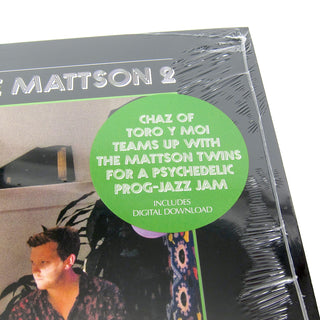 MATTSON 2
CHAZ OF
TORO Y MOI
TEAMS UP WITH
THE MATTSON TWINS
FOR A PSYCHEDELIC
PROG-JAZZ JAM
INCLUDES
DIGITAL DOWNLOAD